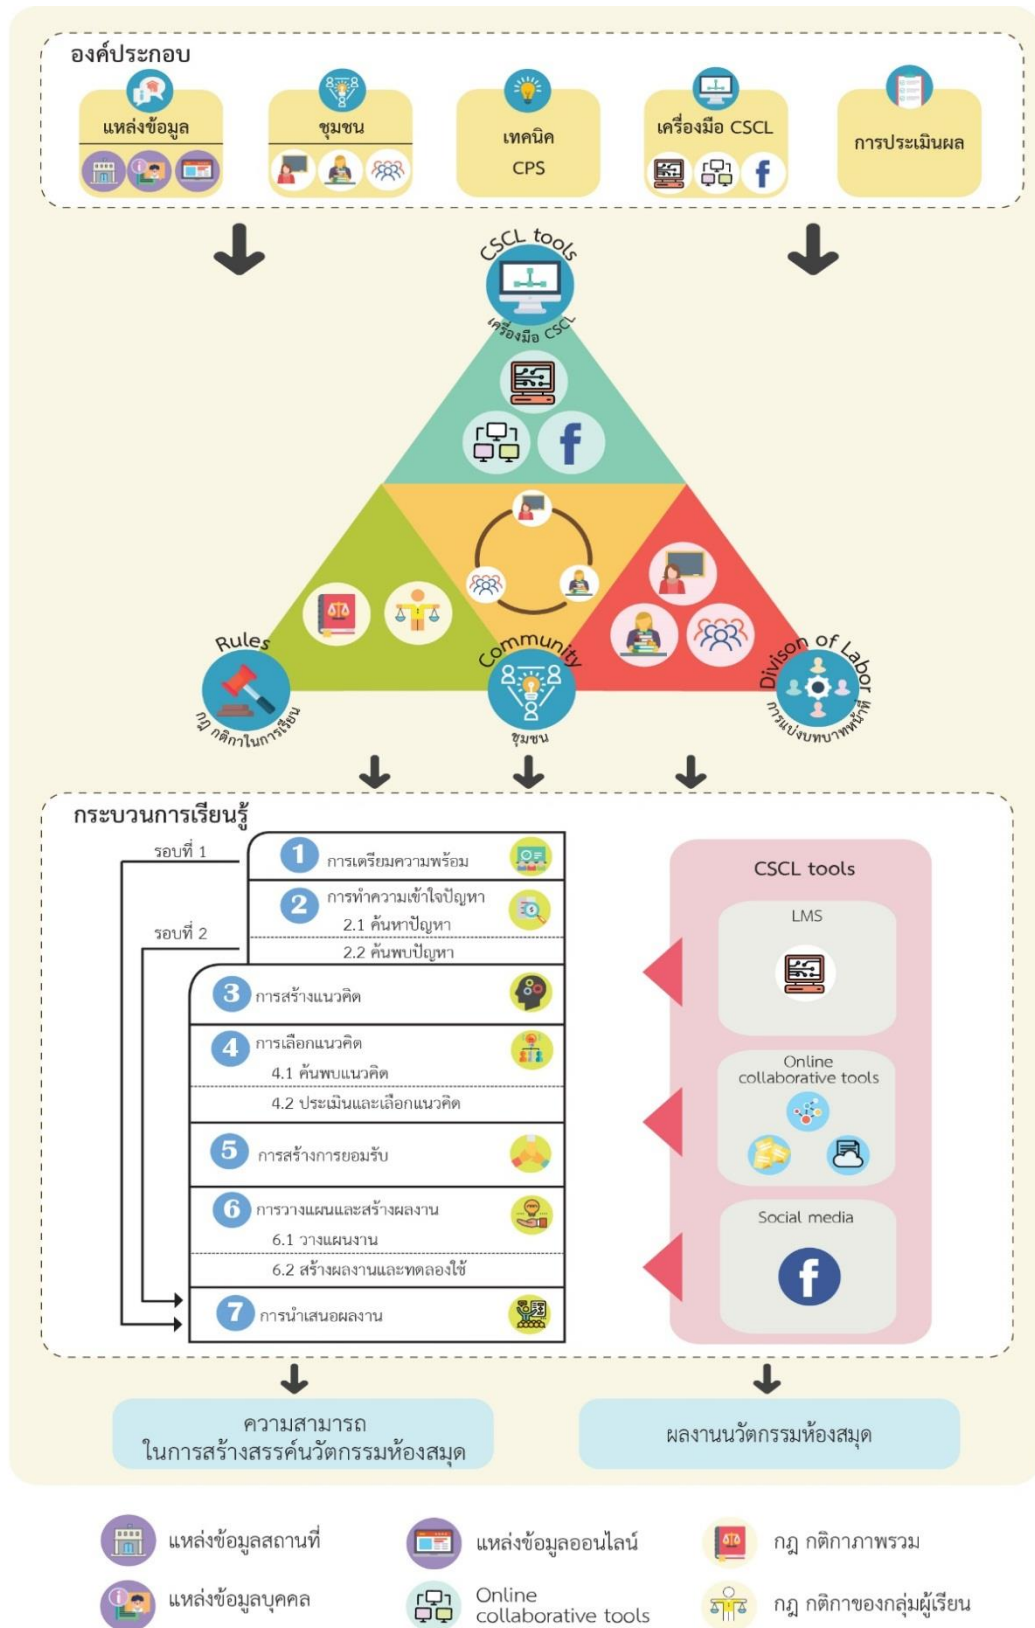 องค์ประกอบ
แหล่งข้อมูล
ชุมชน
เทคนิค
CPS
เครื่องมือ CSCL
การประเมินผล
CSCL tools
เครื่องมือ CSCL
Rules
กฎ กติกาในการเรียน
Community
ชุมชน
Divison of Labor
การแบ่งบทบาทหน้าที่
กระบวนการเรียนรู้
รอบที่ 1
รอบที่ 2
1 การเตรียมความพร้อม
2 การทำความเข้าใจปัญหา
2.1 ค้นหาปัญหา
2.2 ค้นพบปัญหา
3 การสร้างแนวคิด
4 การเลือกแนวคิด
4.1 ค้นพบแนวคิด
4.2 ประเมินและเลือกแนวคิด
5 การสร้างการยอมรับ
6 การวางแผนและสร้างผลงาน
6.1 วางแผนงาน
6.2 สร้างผลงานและทดลองใช้
7 การนำเสนอผลงาน
CSCL tools
LMS
Online
collaborative tools
Social media
ความสามารถ
ในการสร้างสรรค์นวัตกรรมห้องสมุด
ผลงานนวัตกรรมห้องสมุด
แหล่งข้อมูลสถานที่
แหล่งข้อมูลออนไลน์
กฎ กติกาภาพรวม
แหล่งข้อมูลบุคคล
Online
collaborative tools
กฎ กติกาของกลุ่มผู้เรียน